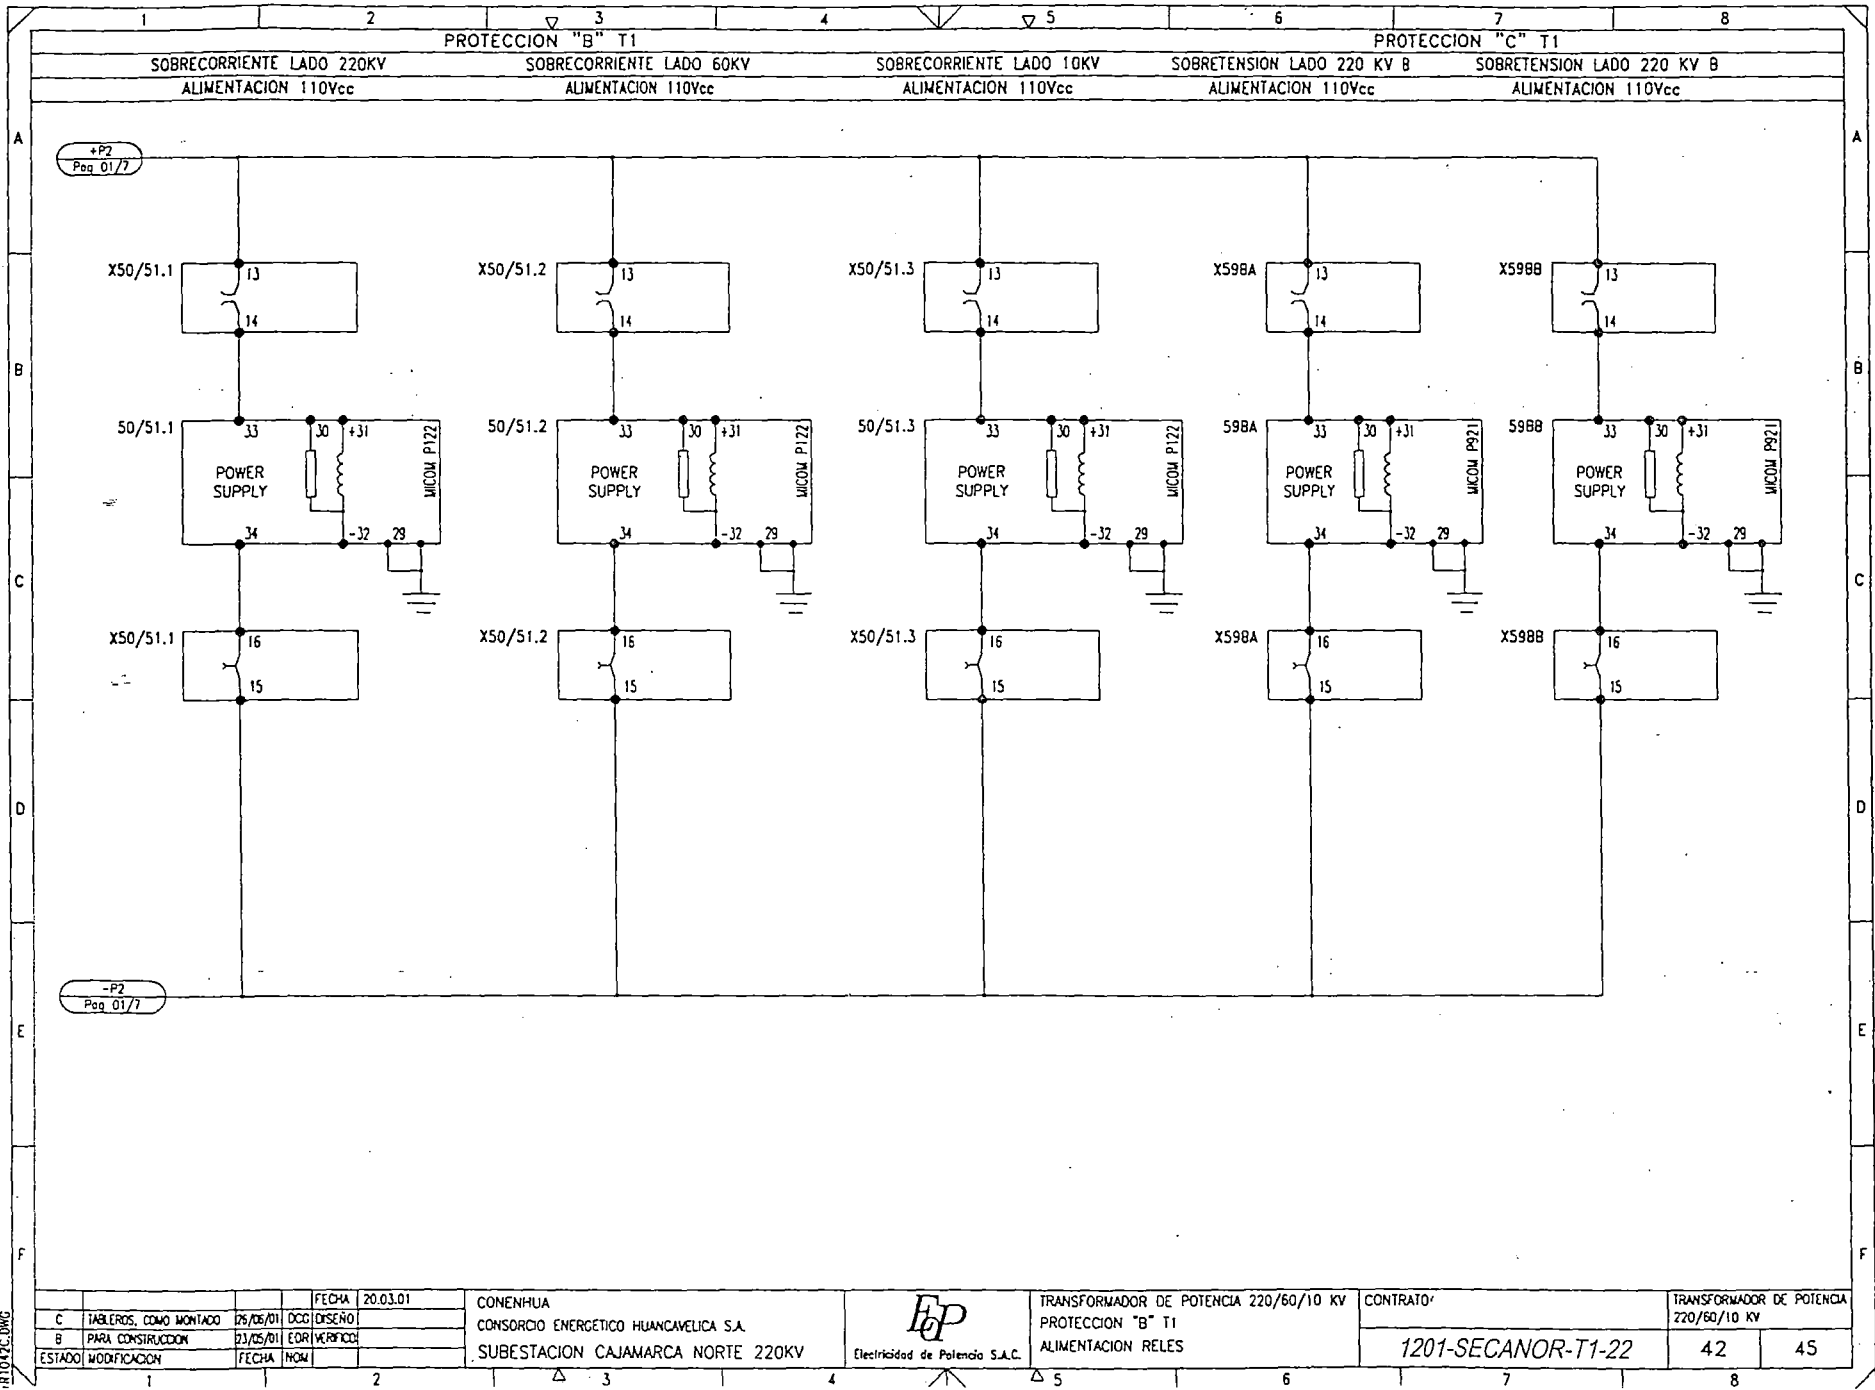 1 2 3 4 5 6 7 8
PROTECCION "B" T1 PROTECCION "C" T1
SOBRECORRIENTE LADO 220KV SOBRECORRIENTE LADO 60KV SOBRECORRIENTE LADO 10KV SOBRETENSION LADO 220 KV B SOBRETENSION LADO 220 KV B
ALIMENTACION 110Vcc ALIMENTACION 110Vcc ALIMENTACION 110Vcc ALIMENTACION 110Vcc ALIMENTACION 110Vcc
A A
+P2
Pag 01/7
X50/51.1 13 X50/51.2 13 X50/51.3 13 X59BA 13 X59BB 13
14 14 14 14 14
B B
50/51.1 33 30 +31 MICOM P122 50/51.2 33 30 +31 MICOM P122 50/51.3 33 30 +31 MICOM P122 59BA 33 30 +31 MICOM P921 59BB 33 30 +31 MICOM P921
POWER POWER POWER POWER POWER
SUPPLY SUPPLY SUPPLY SUPPLY SUPPLY
34 -32 29 34 -32 29 34 -32 29 34 -32 29 34 -32 29
C C
X50/51.1 16 X50/51.2 16 X50/51.3 16 X59BA 16 X59BB 16
15 15 15 15 15
D D
-P2
Pag 01/7
E E
F F
FECHA 20.03.01
C TABLEROS, COMO MONTADO 26/06/01 DCG DISEÑO
B PARA CONSTRUCCION 23/05/01 EDR VERIFICO
ESTADO MODIFICACION FECHA NOM
CONENHUA
CONSORCIO ENERGETICO HUANCAVELICA S.A.
SUBESTACION CAJAMARCA NORTE 220KV
EdP
Electricidad de Potencia S.A.C.
TRANSFORMADOR DE POTENCIA 220/60/10 KV
PROTECCION "B" T1
ALIMENTACION RELES
CONTRATO
1201-SECANOR-T1-22
TRANSFORMADOR DE POTENCIA
220/60/10 KV
42 45
1 2 3 4 5 6 7 8